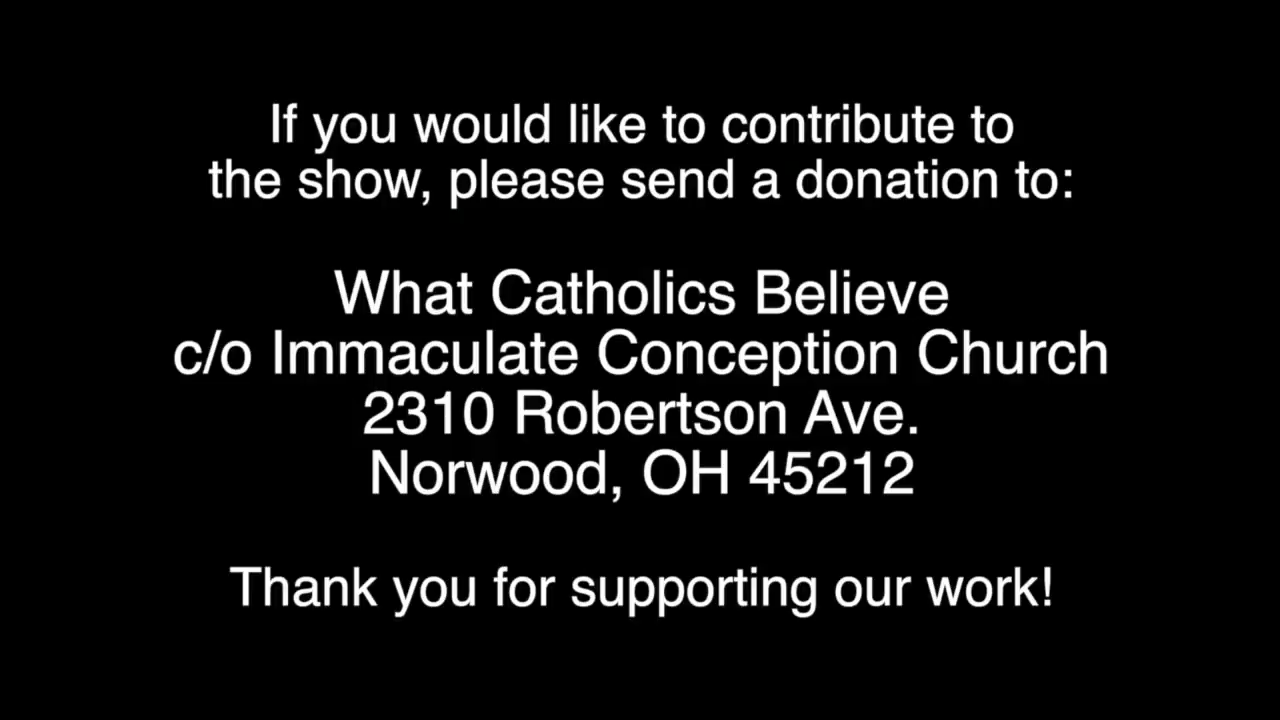 If you would like to contribute to
the show, please send a donation to:
What Catholics Believe
c/o Immaculate Conception Church
2310 Robertson Ave.
Norwood, OH 45212
Thank you for supporting our work!